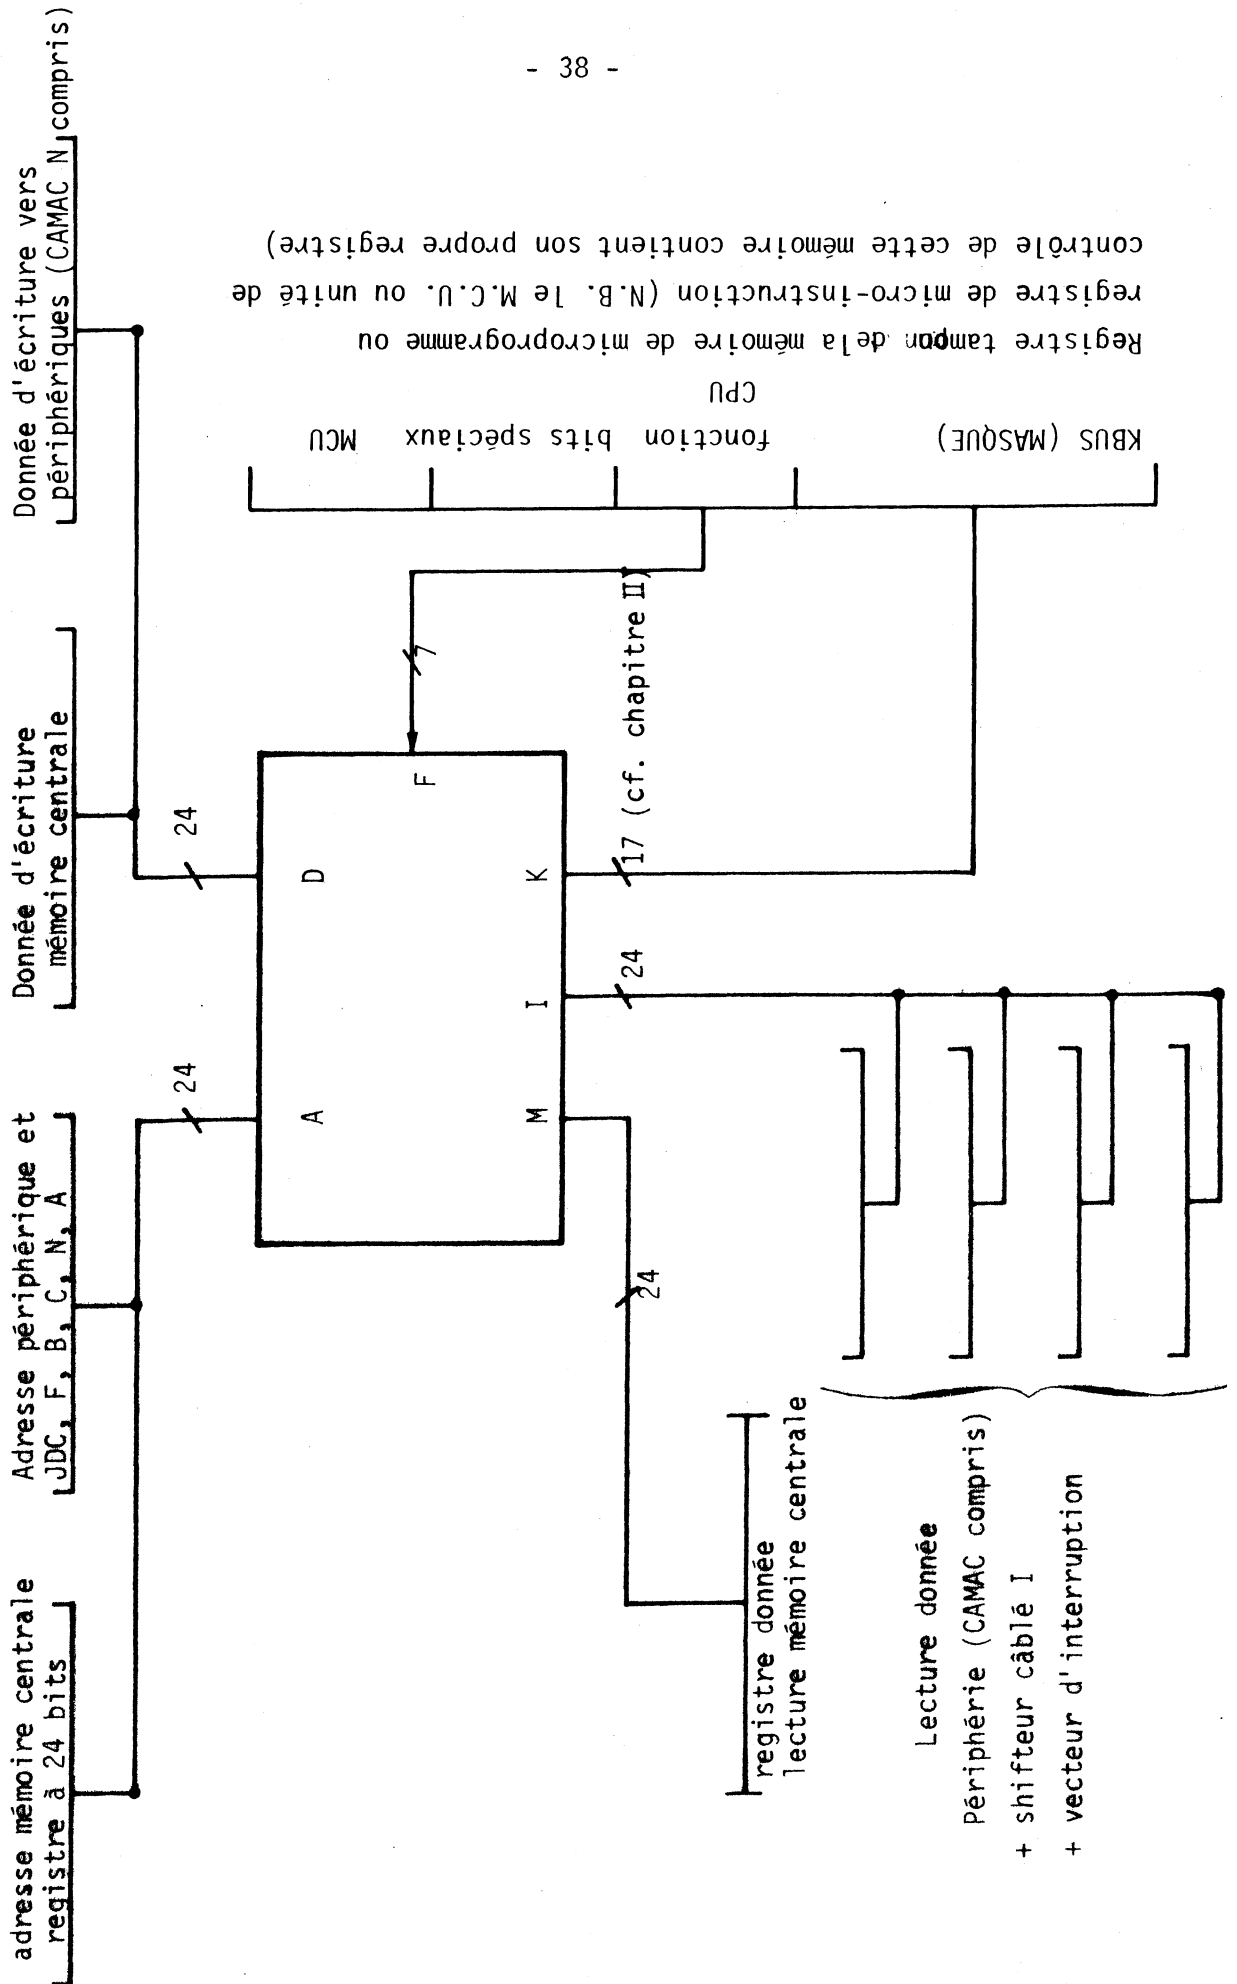 - 38 -
adresse mémoire centrale
registre à 24 bits
Adresse périphérique et
JDC, F, B, C, N, A
Donnée d'écriture
mémoire centrale
Donnée d'écriture vers
périphériques (CAMAC N compris)
24
24
A
D
F
7
M
I
K
24
24
17 (cf. chapitre II)
registre donnée
lecture mémoire centrale
Lecture donnée
Périphérie (CAMAC compris)
+ shifteur câblé I
+ vecteur d'interruption
KBUS (MASQUE)
fonction bits spéciaux MCU
CPU
Registre tampon de la mémoire de microprogramme ou
registre de micro-instruction (N.B. le M.C.U. ou unité de
contrôle de cette mémoire contient son propre registre)